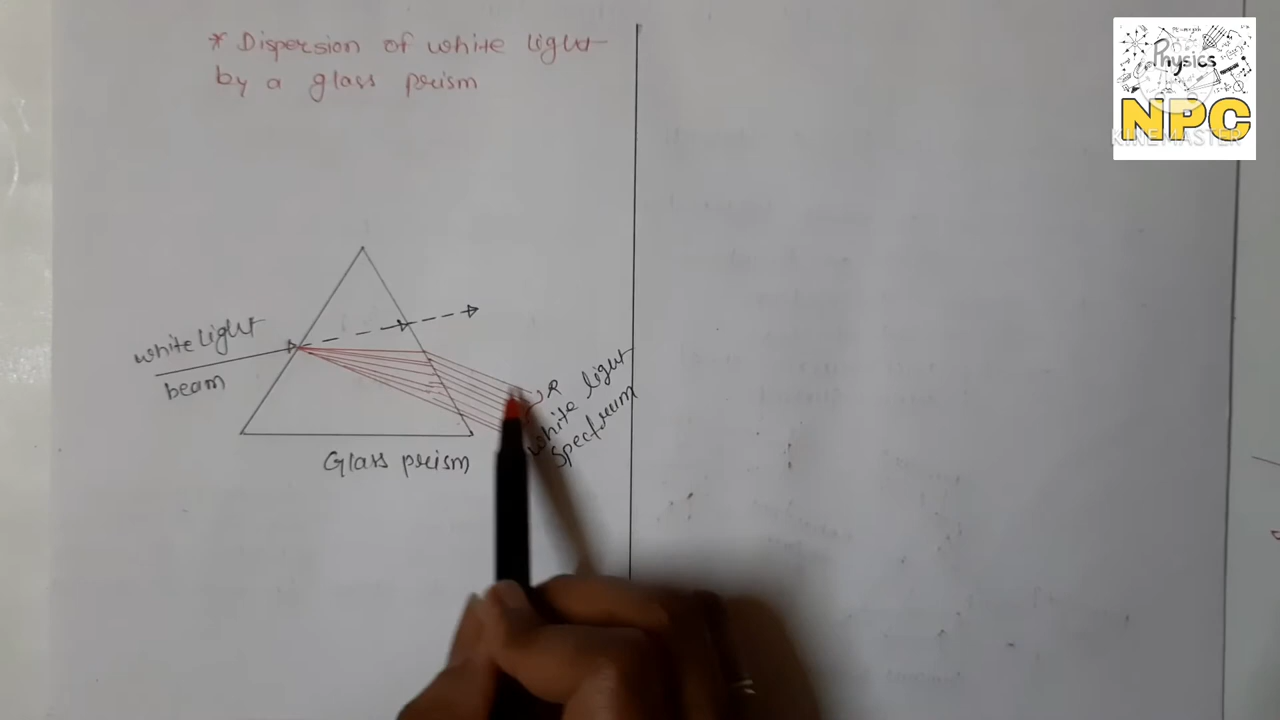 * Dispersion of white light
by a glass prism
white light
beam
R
white light
spectrum
Glass prism
Physics
NPC
KINEMASTER